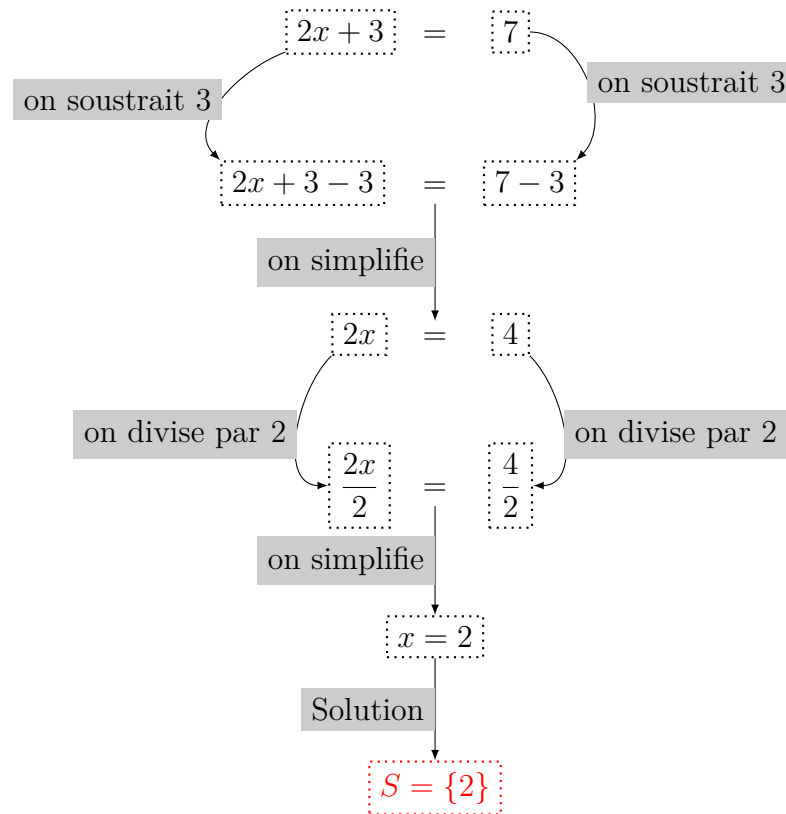 2x + 3 = 7
on soustrait 3 on soustrait 3
2x + 3 − 3 = 7 − 3
on simplifie
2x = 4
on divise par 2 on divise par 2
2x/2 = 4/2
on simplifie
x = 2
Solution
S = {2}